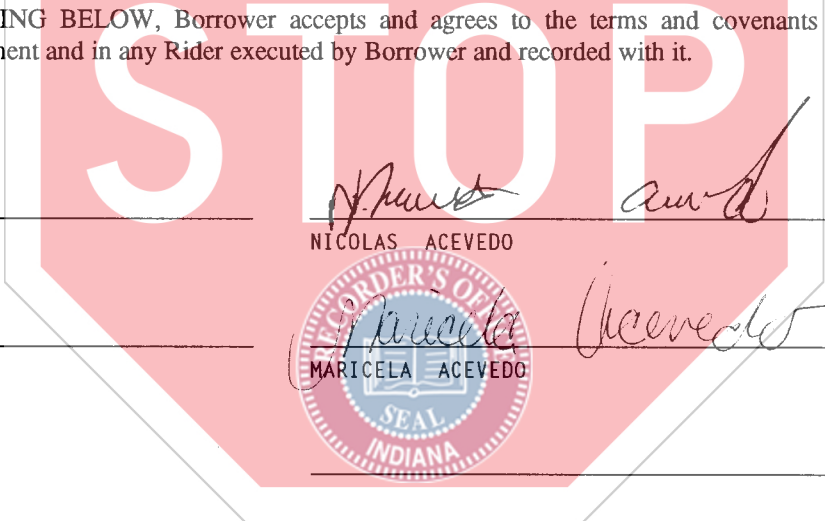 ING BELOW, Borrower accepts and agrees to the terms and covenants
ent and in any Rider executed by Borrower and recorded with it.
STOP
NICOLAS ACEVEDO
Maricela Acevedo
MARICELA ACEVEDO
RECORDER'S OFFICE
SEAL
INDIANA